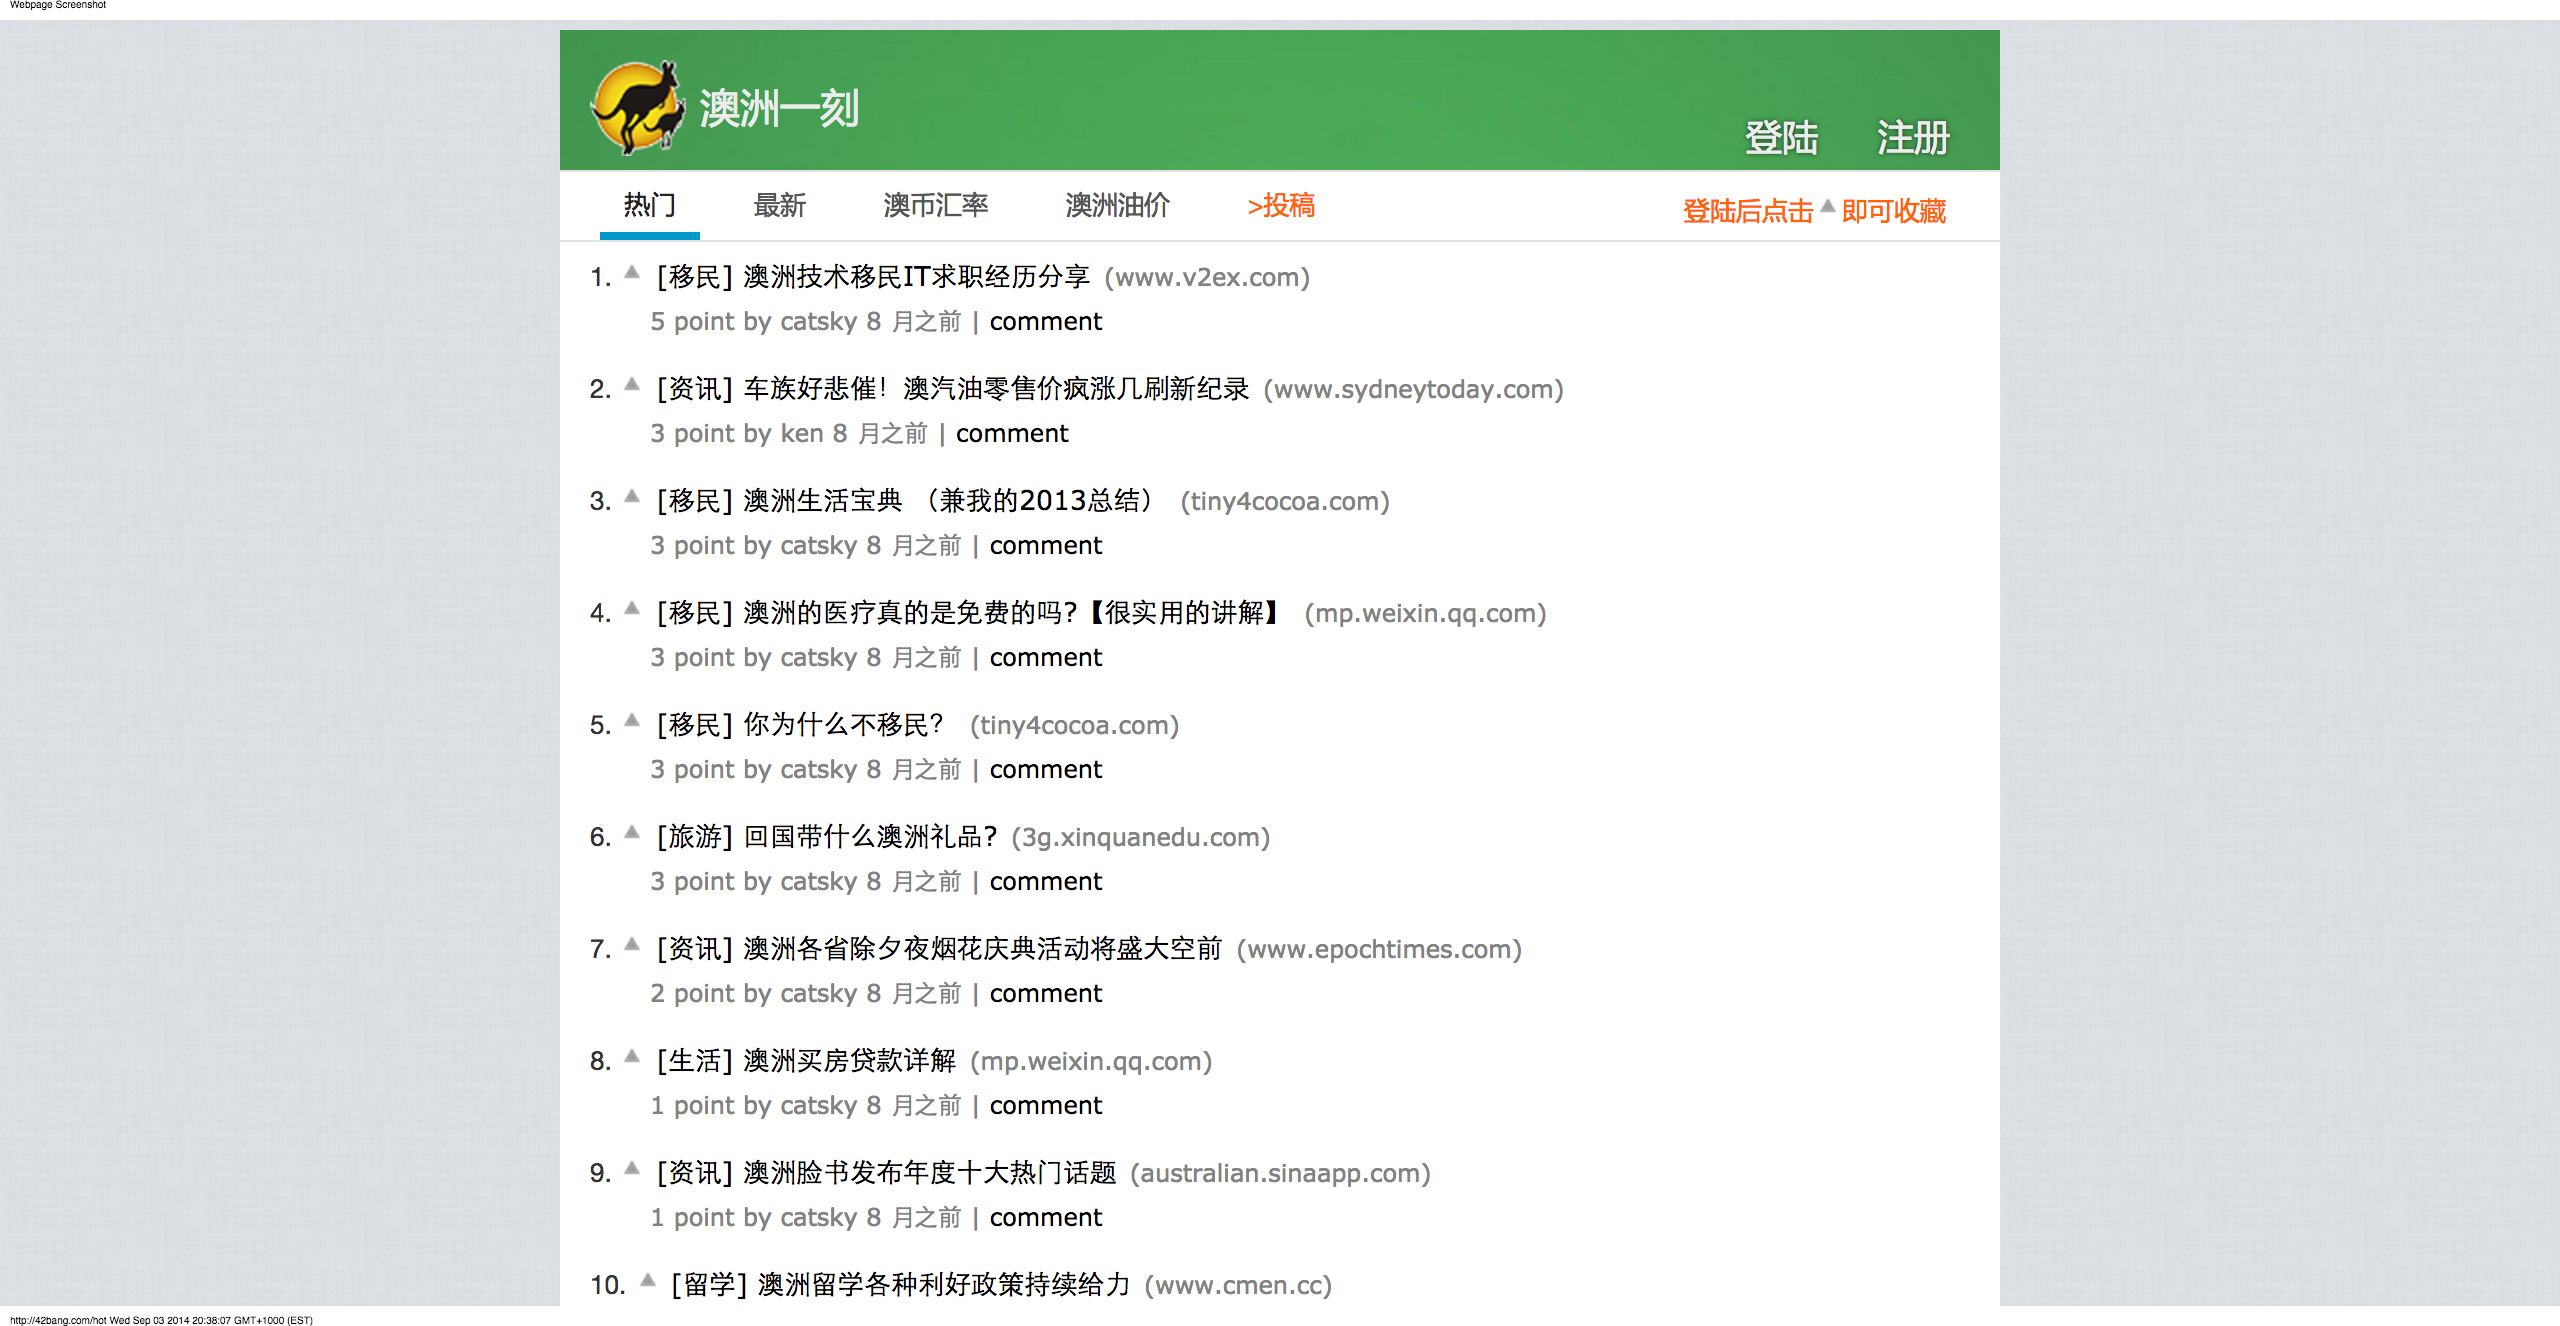 Webpage Screenshot
澳洲一刻
登陆 注册
热门 最新 澳币汇率 澳洲油价 >投稿 登陆后点击▲即可收藏
1. ▲ [移民] 澳洲技术移民IT求职经历分享 (www.v2ex.com)
5 point by catsky 8 月之前 | comment
2. ▲ [资讯] 车族好悲催！澳汽油零售价疯涨几刷新纪录 (www.sydneytoday.com)
3 point by ken 8 月之前 | comment
3. ▲ [移民] 澳洲生活宝典 （兼我的2013总结） (tiny4cocoa.com)
3 point by catsky 8 月之前 | comment
4. ▲ [移民] 澳洲的医疗真的是免费的吗?【很实用的讲解】 (mp.weixin.qq.com)
3 point by catsky 8 月之前 | comment
5. ▲ [移民] 你为什么不移民？ (tiny4cocoa.com)
3 point by catsky 8 月之前 | comment
6. ▲ [旅游] 回国带什么澳洲礼品? (3g.xinquanedu.com)
3 point by catsky 8 月之前 | comment
7. ▲ [资讯] 澳洲各省除夕夜烟花庆典活动将盛大空前 (www.epochtimes.com)
2 point by catsky 8 月之前 | comment
8. ▲ [生活] 澳洲买房贷款详解 (mp.weixin.qq.com)
1 point by catsky 8 月之前 | comment
9. ▲ [资讯] 澳洲脸书发布年度十大热门话题 (australian.sinaapp.com)
1 point by catsky 8 月之前 | comment
10. ▲ [留学] 澳洲留学各种利好政策持续给力 (www.cmen.cc)
http://42bang.com/hot Wed Sep 03 2014 20:38:07 GMT+1000 (EST)